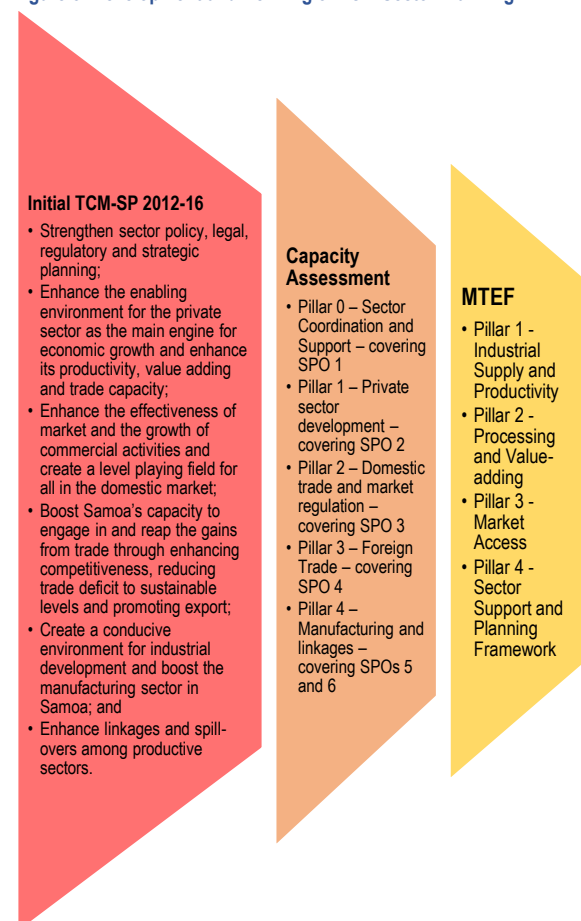 Initial TCM-SP 2012-16
• Strengthen sector policy, legal,
regulatory and strategic
planning;
• Enhance the enabling
environment for the private
sector as the main engine for
economic growth and enhance
its productivity, value adding
and trade capacity;
• Enhance the effectiveness of
market and the growth of
commercial activities and
create a level playing field for
all in the domestic market;
• Boost Samoa's capacity to
engage in and reap the gains
from trade through enhancing
competitiveness, reducing
trade deficit to sustainable
levels and promoting export;
• Create a conducive
environment for industrial
development and boost the
manufacturing sector in
Samoa; and
• Enhance linkages and spill-
overs among productive
sectors.
Capacity
Assessment
• Pillar 0 – Sector
Coordination and
Support – covering
SPO 1
• Pillar 1 – Private
sector
development –
covering SPO 2
• Pillar 2 – Domestic
trade and market
regulation –
covering SPO 3
• Pillar 3 – Foreign
Trade – covering
SPO 4
• Pillar 4 –
Manufacturing and
linkages –
covering SPOs 5
and 6
MTEF
• Pillar 1 -
Industrial
Supply and
Productivity
• Pillar 2 -
Processing
and Value-
adding
• Pillar 3 -
Market
Access
• Pillar 4 -
Sector
Support and
Planning
Framework